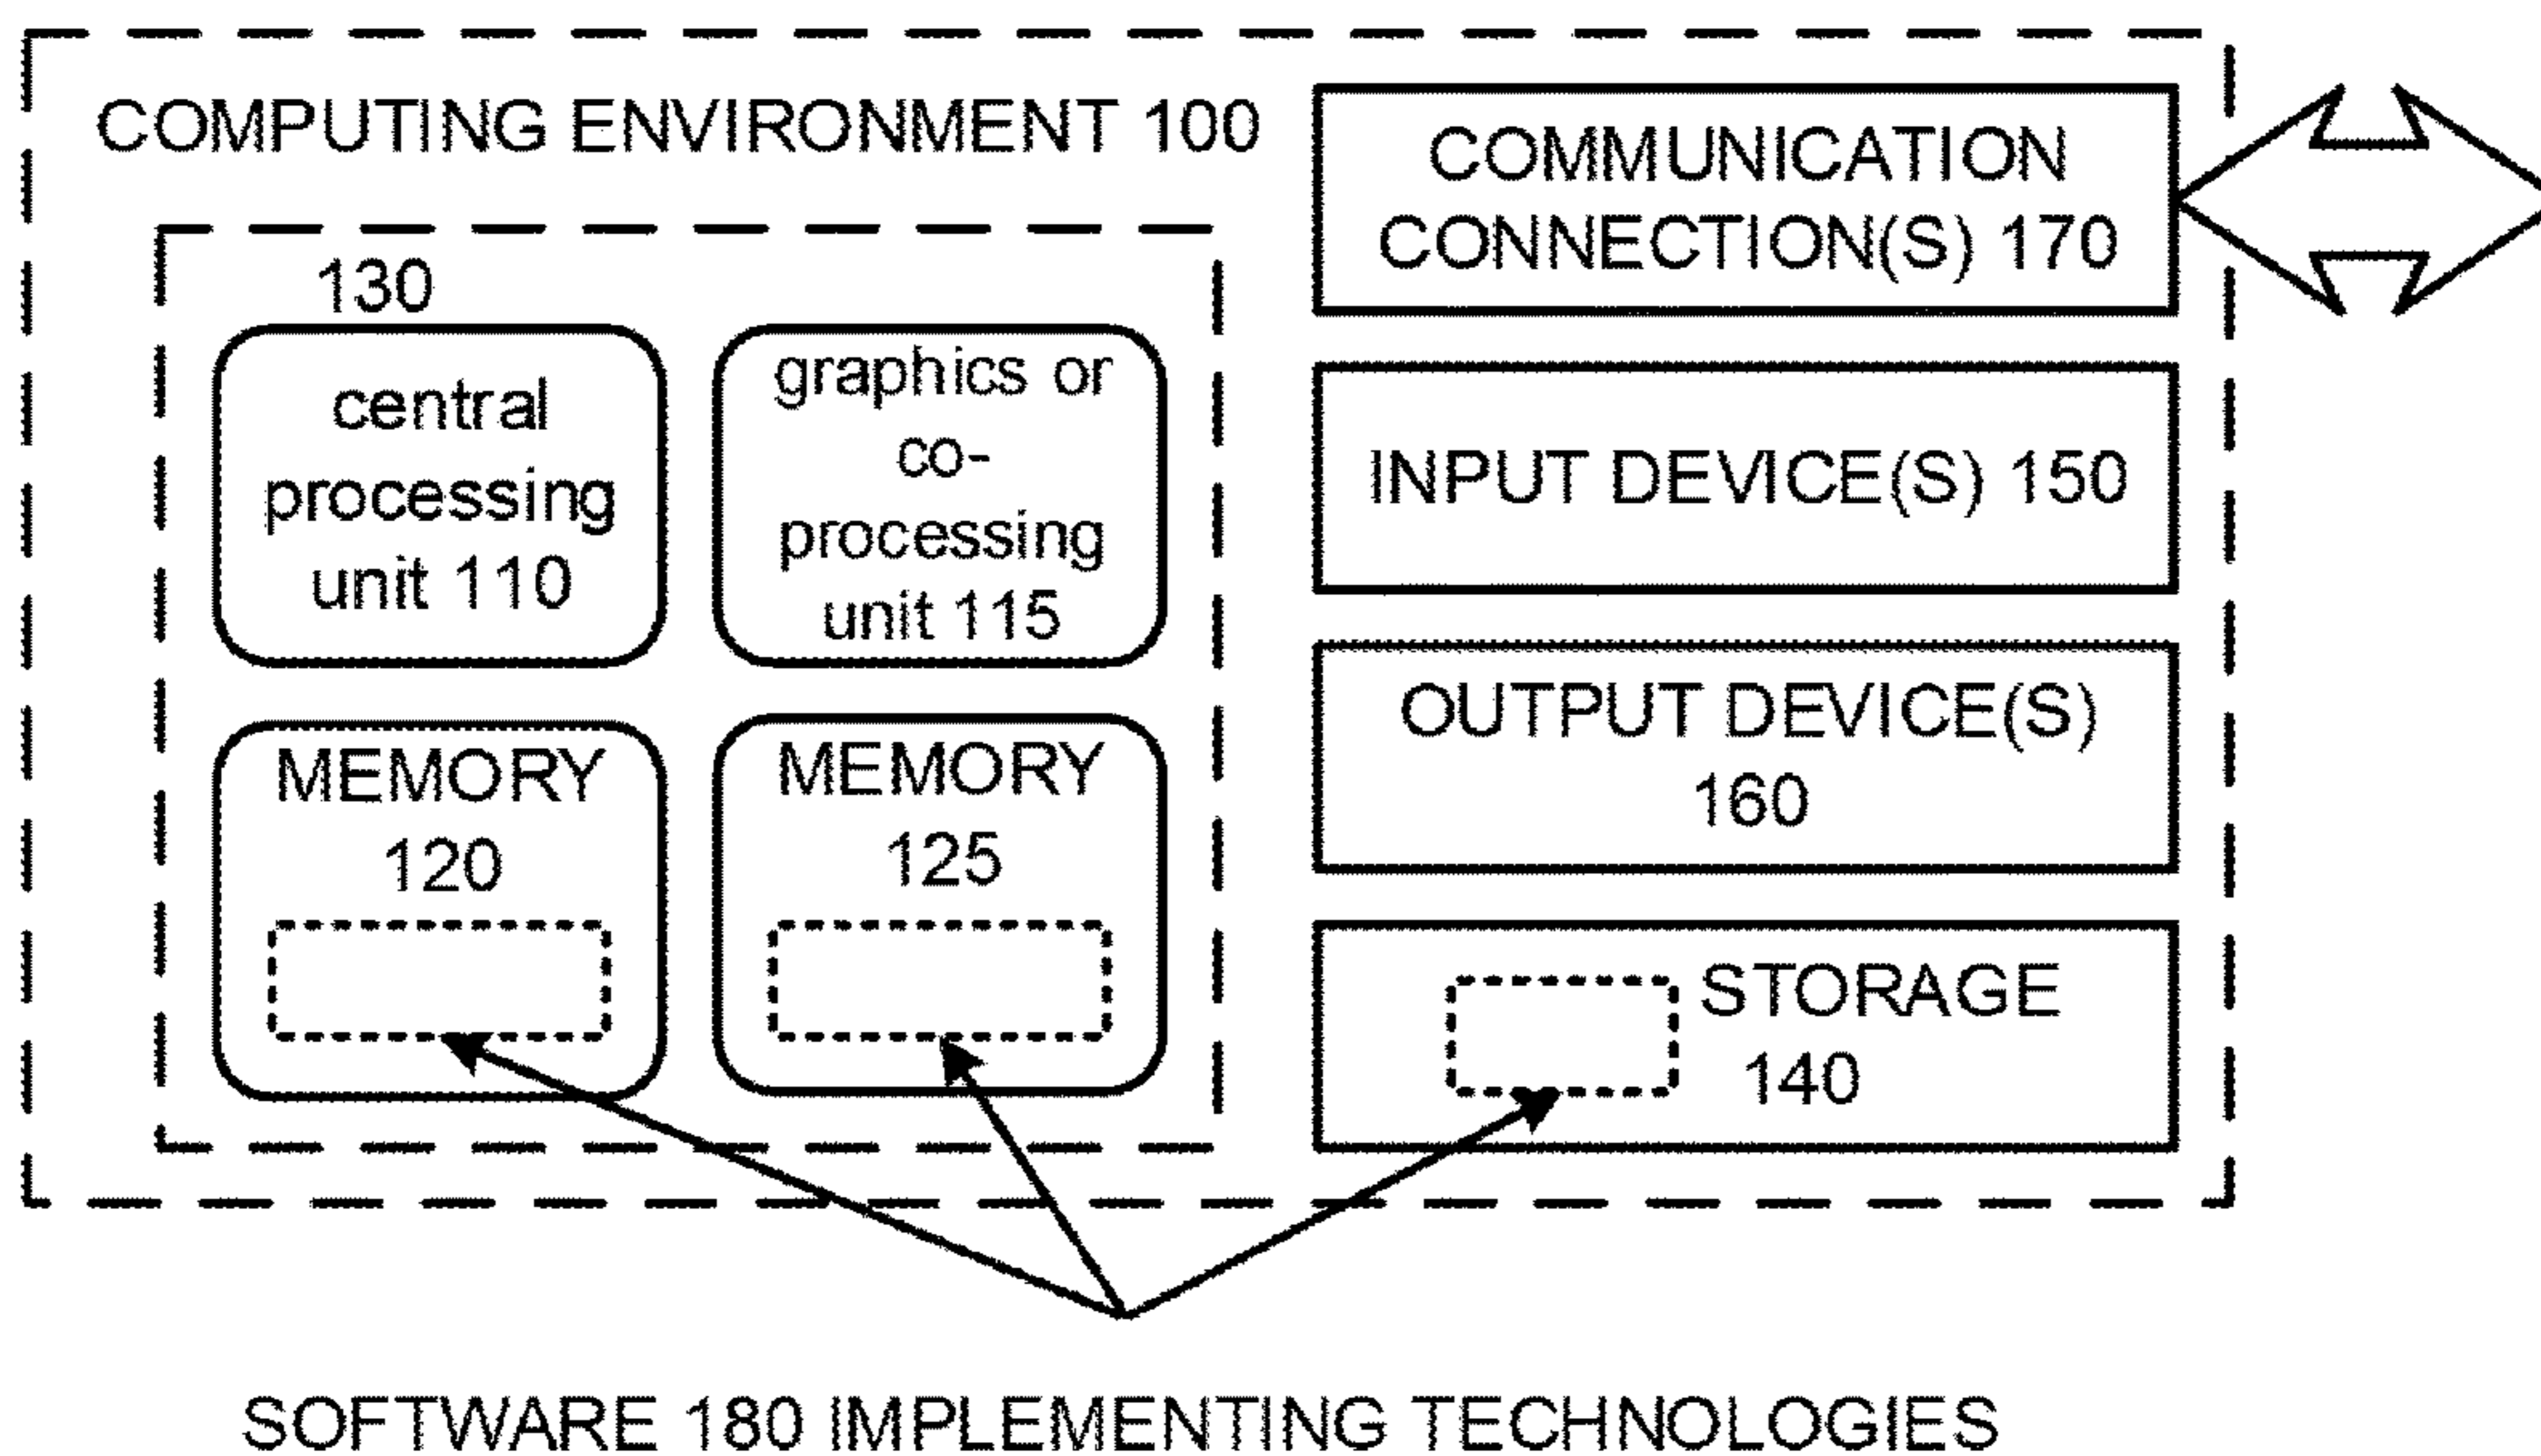 COMPUTING ENVIRONMENT 100
130
central
processing
unit 110
graphics or
co-
processing
unit 115
MEMORY
120
MEMORY
125
COMMUNICATION
CONNECTION(S) 170
INPUT DEVICE(S) 150
OUTPUT DEVICE(S)
160
STORAGE
140
SOFTWARE 180 IMPLEMENTING TECHNOLOGIES